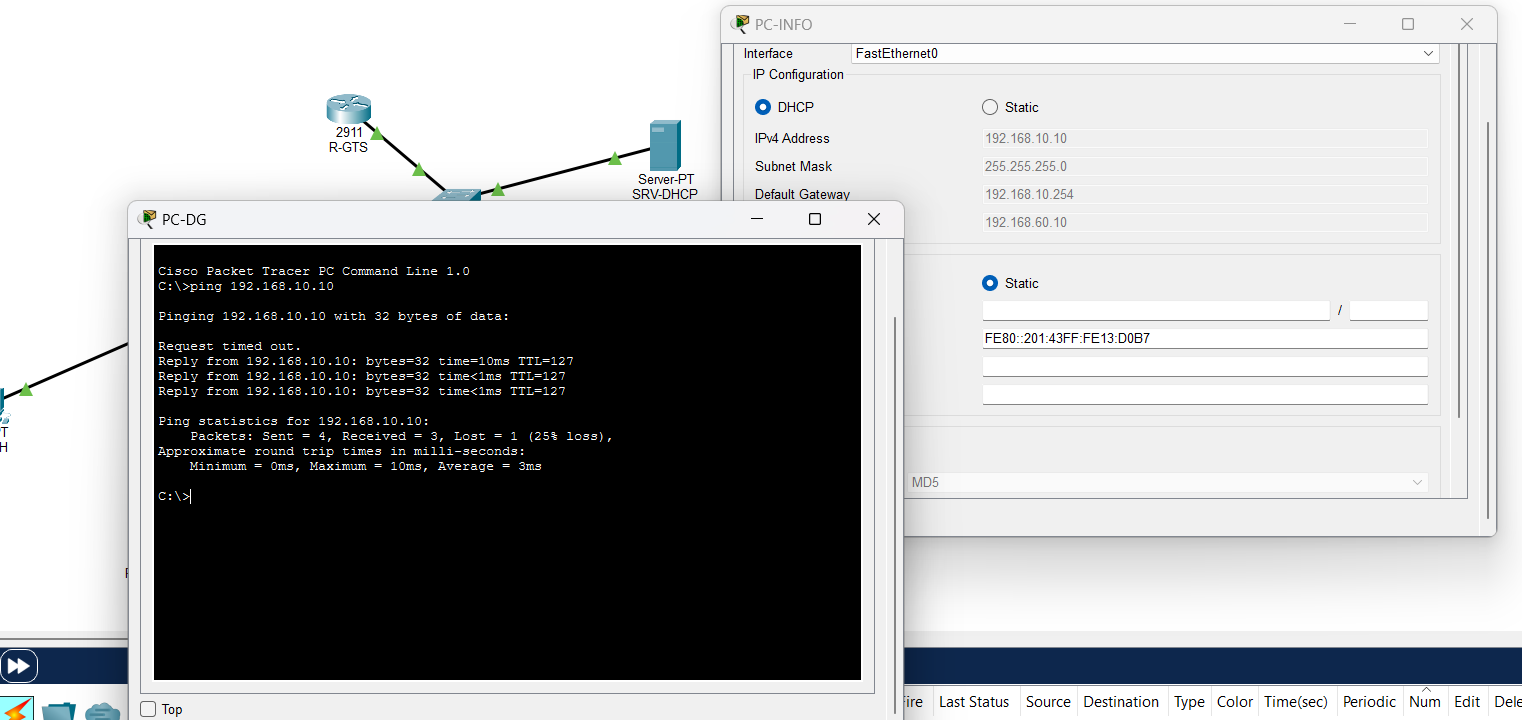 PC-INFO
Interface
FastEthernet0
IP Configuration
DHCP
Static
IPv4 Address
192.168.10.10
Subnet Mask
255.255.255.0
Default Gateway
192.168.10.254
192.168.60.10
Static
/
FE80::201:43FF:FE13:D0B7
MD5
2911
R-GTS
Server-PT
SRV-DHCP
T
H
PC-DG
Cisco Packet Tracer PC Command Line 1.0
C:\>ping 192.168.10.10
Pinging 192.168.10.10 with 32 bytes of data:
Request timed out.
Reply from 192.168.10.10: bytes=32 time=10ms TTL=127
Reply from 192.168.10.10: bytes=32 time<1ms TTL=127
Reply from 192.168.10.10: bytes=32 time<1ms TTL=127
Ping statistics for 192.168.10.10:
Packets: Sent = 4, Received = 3, Lost = 1 (25% loss),
Approximate round trip times in milli-seconds:
Minimum = 0ms, Maximum = 10ms, Average = 3ms
C:\>
Top
ire Last Status Source Destination Type Color Time(sec) Periodic Num Edit Dele